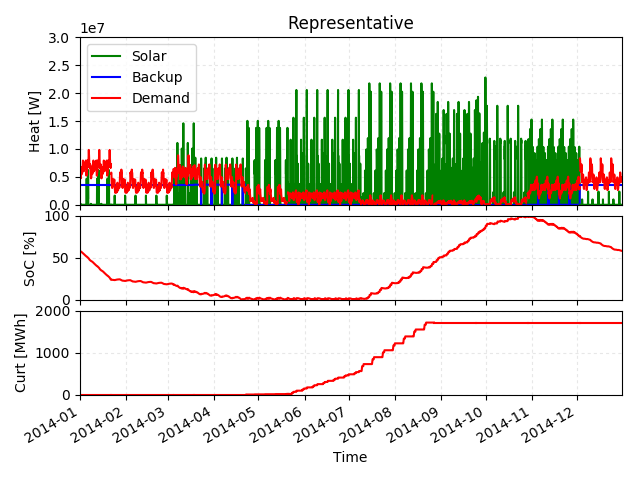 Representative
1e7
3.0
2.5
2.0
1.5
1.0
0.5
0.0
Heat [W]
Solar
Backup
Demand
100
50
0
SoC [%]
2000
1000
0
Curt [MWh]
2014-01
2014-02
2014-03
2014-04
2014-05
2014-06
2014-07
2014-08
2014-09
2014-10
2014-11
2014-12
Time